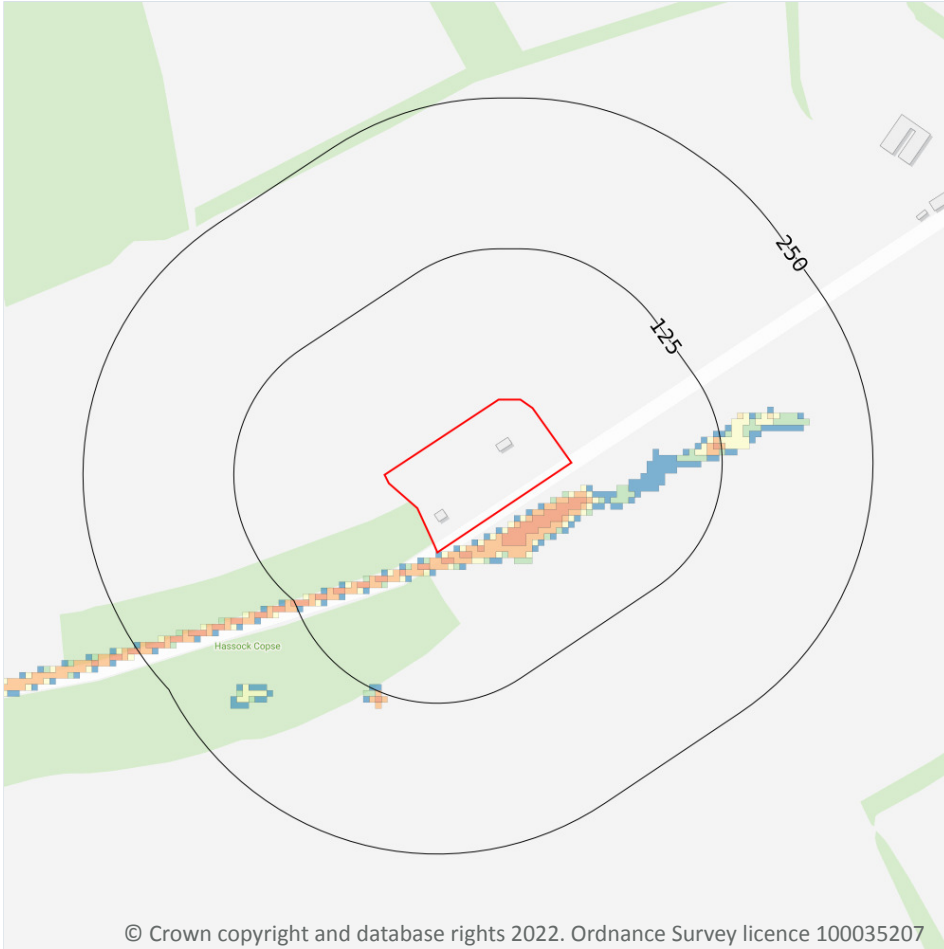 250
125
Hassock Copse
© Crown copyright and database rights 2022. Ordnance Survey licence 100035207